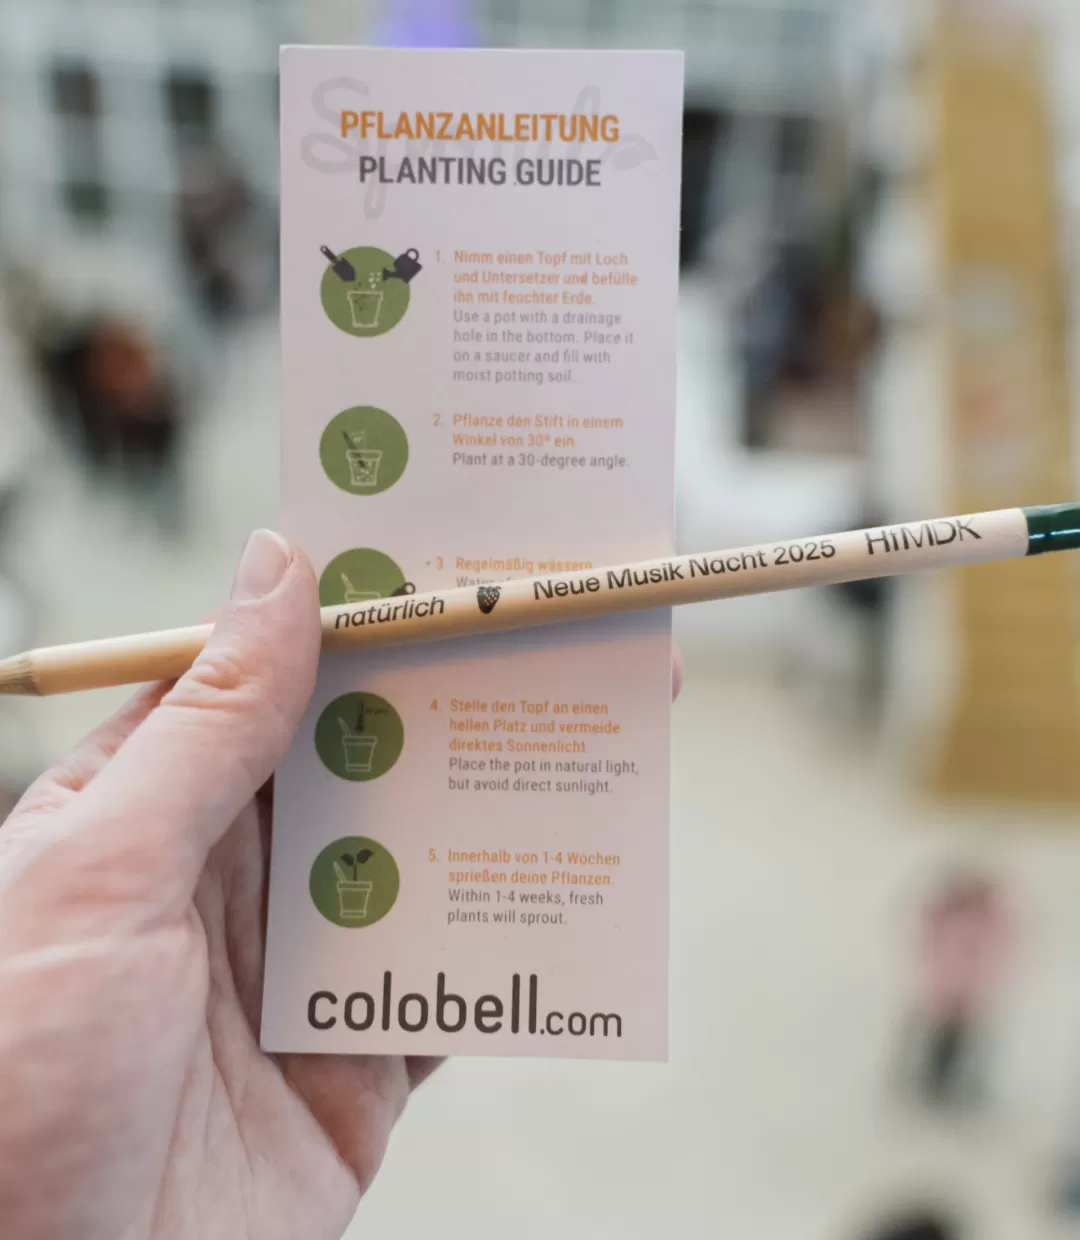 Sprout
PFLANZANLEITUNG
PLANTING GUIDE
1. Nimm einen Topf mit Loch
und Untersetzer und befülle
ihn mit feuchter Erde.
Use a pot with a drainage
hole in the bottom. Place it
on a saucer and fill with
moist potting soil.
2. Pflanze den Stift in einem
Winkel von 30° ein.
Plant at a 30-degree angle.
3. Regelmäßig wässern
natürlich Neue Musik Nacht 2025 HfMDK
4. Stelle den Topf an einen
hellen Platz und vermeide
direktes Sonnenlicht
Place the pot in natural light,
but avoid direct sunlight.
5. Innerhalb von 1-4 Wochen
sprießen deine Pflanzen.
Within 1-4 weeks, fresh
plants will sprout.
colobell.com